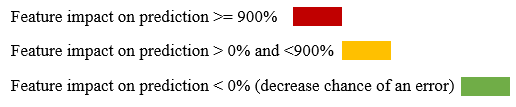 Feature impact on prediction >= 900%
Feature impact on prediction > 0% and <900%
Feature impact on prediction < 0% (decrease chance of an error)